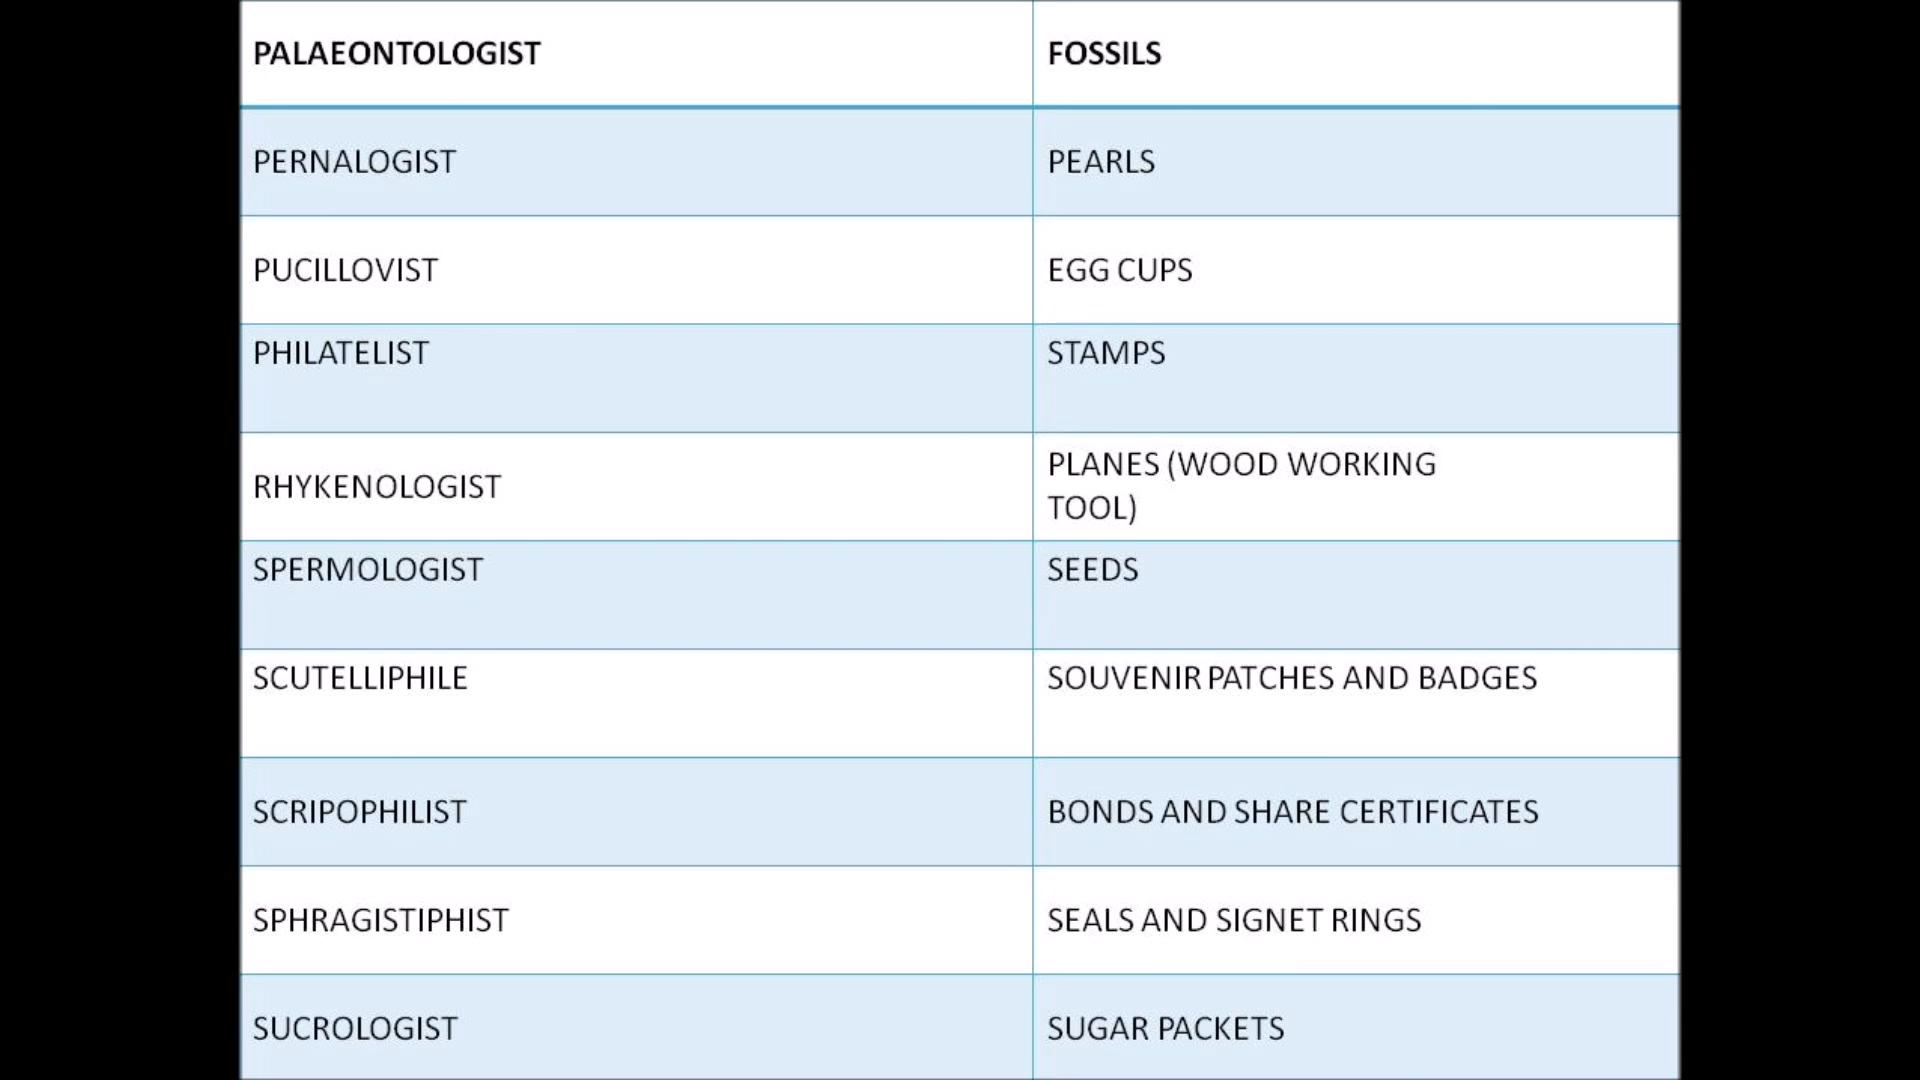 PALAEONTOLOGIST FOSSILS
PERNALOGIST PEARLS
PUCILLOVIST EGG CUPS
PHILATELIST STAMPS
RHYKENOLOGIST PLANES (WOOD WORKING
TOOL)
SPERMOLOGIST SEEDS
SCUTELLIPHILE SOUVENIR PATCHES AND BADGES
SCRIPOPHILIST BONDS AND SHARE CERTIFICATES
SPHRAGISTIPHIST SEALS AND SIGNET RINGS
SUCROLOGIST SUGAR PACKETS